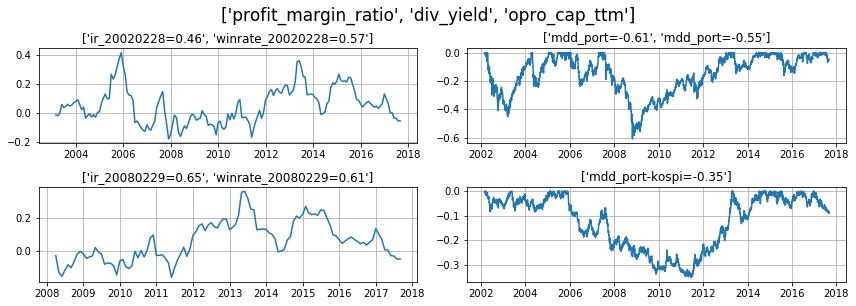 ['profit_margin_ratio', 'div_yield', 'opro_cap_ttm']
['ir_20020228=0.46', 'winrate_20020228=0.57']
0.4
0.2
0.0
−0.2
2004 2006 2008 2010 2012 2014 2016 2018
['mdd_port=-0.61', 'mdd_port=-0.55']
0.0
−0.2
−0.4
−0.6
2002 2004 2006 2008 2010 2012 2014 2016 2018
['ir_20080229=0.65', 'winrate_20080229=0.61']
0.2
0.0
2008 2009 2010 2011 2012 2013 2014 2015 2016 2017 2018
['mdd_port-kospi=-0.35']
0.0
−0.1
−0.2
−0.3
2002 2004 2006 2008 2010 2012 2014 2016 2018